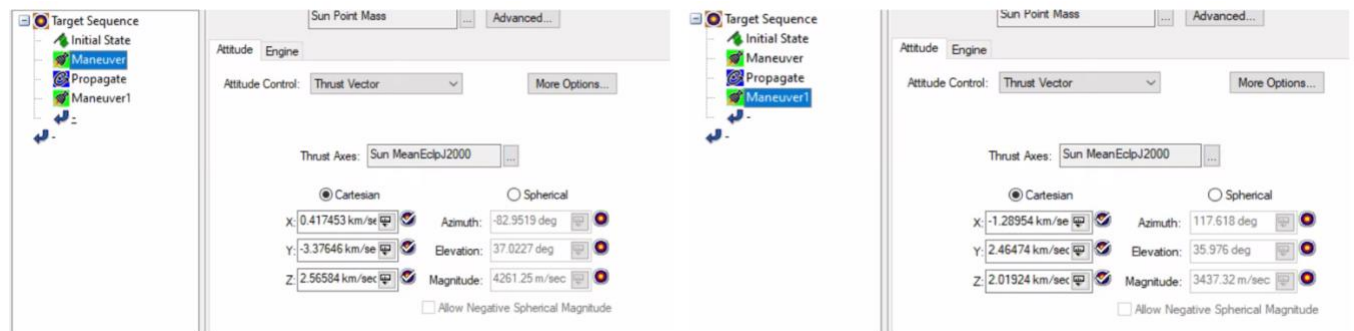 Target Sequence
Initial State
Maneuver
Propagate
Maneuver1
-
-
Sun Point Mass ... Advanced...
Attitude Engine
Attitude Control: Thrust Vector More Options...
Thrust Axes: Sun MeanEclpJ2000 ...
Cartesian Spherical
X: 0.417453 km/se Azimuth: -82.9519 deg
Y: -3.37646 km/se Elevation: 37.0227 deg
Z: 2.56584 km/sec Magnitude: 4261.25 m/sec
Allow Negative Spherical Magnitude
Target Sequence
Initial State
Maneuver
Propagate
Maneuver1
-
-
Sun Point Mass ... Advanced...
Attitude Engine
Attitude Control: Thrust Vector More Options...
Thrust Axes: Sun MeanEclpJ2000 ...
Cartesian Spherical
X: -1.28954 km/se Azimuth: 117.618 deg
Y: 2.46474 km/sec Elevation: 35.976 deg
Z: 2.01924 km/sec Magnitude: 3437.32 m/sec
Allow Negative Spherical Magnitude